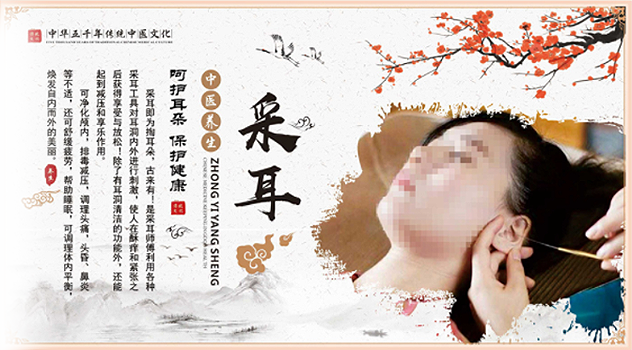 中华五千年传统中医文化
采耳
中医养生
ZHONG YI YANG SHENG
呵护耳朵 保护健康
采耳即为掏耳朵，古来有！是采耳师傅利用各种
采耳工具对耳洞内外进行刺激，使人在酥痒和紧张之
后获得享受与放松！除了有耳洞清洁的功能外，还能
起到减压和享乐作用。
可净化颅内，排毒减压，调理头痛，头昏、鼻炎
等不适，还可舒缓疲劳，帮助睡眠，可调理体内平衡，
焕发自内而外的美丽。
养生